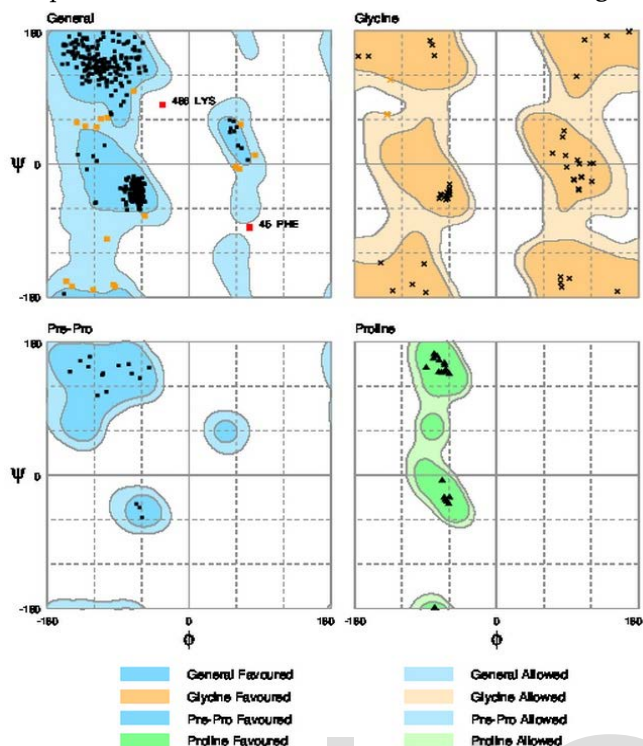 General Glycine
180
486 LYS
Ψ 0
45 PHE
-180
Pre-Pro Proline
180
Ψ 0
-180
-180 0 180 -180 0 180
Φ Φ
General Favoured General Allowed
Glycine Favoured Glycine Allowed
Pre-Pro Favoured Pre-Pro Allowed
Proline Favoured Proline Allowed